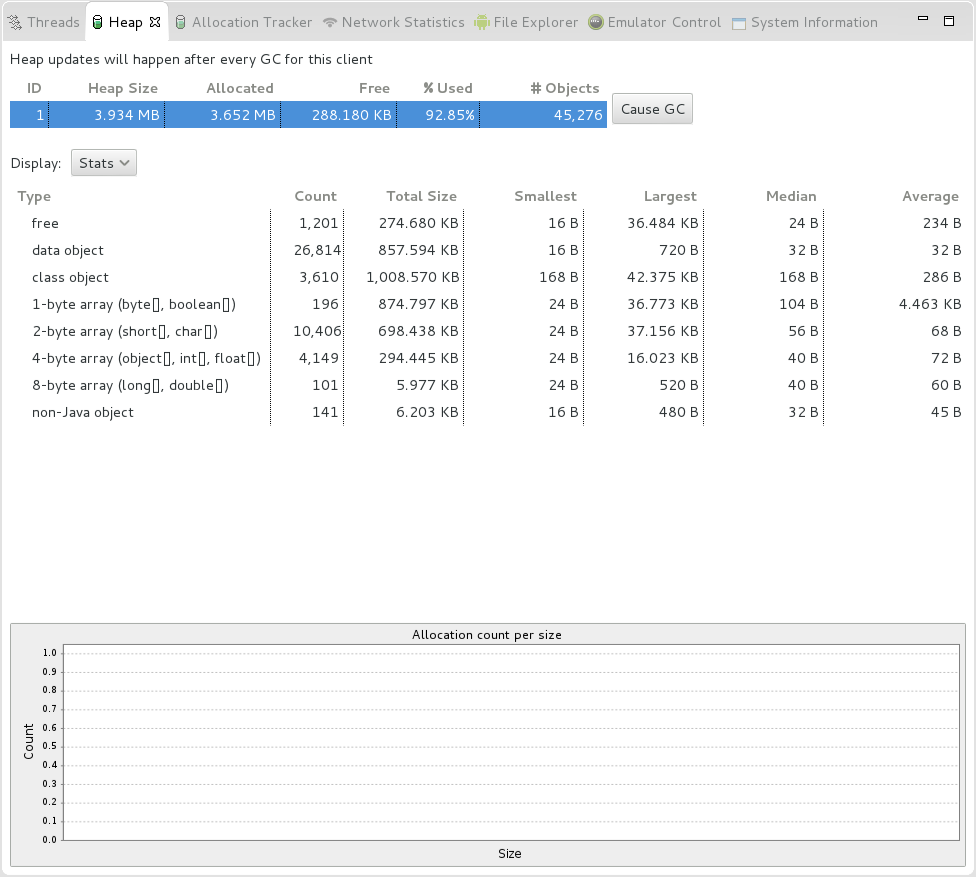 Threads Heap Allocation Tracker Network Statistics File Explorer Emulator Control System Information
Heap updates will happen after every GC for this client
ID Heap Size Allocated Free % Used # Objects
1 3.934 MB 3.652 MB 288.180 KB 92.85% 45,276 Cause GC
Display: Stats
Type Count Total Size Smallest Largest Median Average
free 1,201 274.680 KB 16 B 36.484 KB 24 B 234 B
data object 26,814 857.594 KB 16 B 720 B 32 B 32 B
class object 3,610 1,008.570 KB 168 B 42.375 KB 168 B 286 B
1-byte array (byte[], boolean[]) 196 874.797 KB 24 B 36.773 KB 104 B 4.463 KB
2-byte array (short[], char[]) 10,406 698.438 KB 24 B 37.156 KB 56 B 68 B
4-byte array (object[], int[], float[]) 4,149 294.445 KB 24 B 16.023 KB 40 B 72 B
8-byte array (long[], double[]) 101 5.977 KB 24 B 520 B 40 B 60 B
non-Java object 141 6.203 KB 16 B 480 B 32 B 45 B
Allocation count per size
1.0
0.9
0.8
0.7
0.6
0.5
0.4
0.3
0.2
0.1
0.0
Count
Size